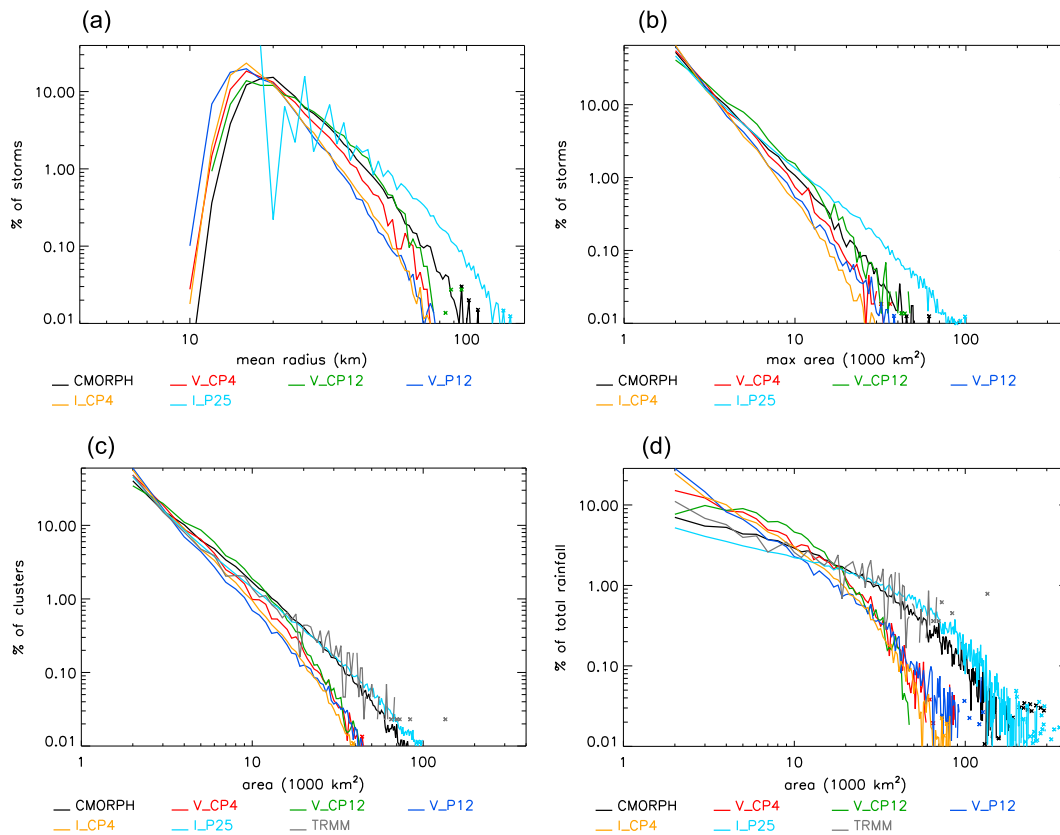 (a)
(b)
% of storms
10.00
1.00
0.10
0.01
10
100
mean radius (km)
CMORPH V_CP4 V_CP12 V_P12
I_CP4 I_P25
% of storms
10.00
1.00
0.10
0.01
1 10 100
max area (1000 km²)
CMORPH V_CP4 V_CP12 V_P12
I_CP4 I_P25
(c)
(d)
% of clusters
10.00
1.00
0.10
0.01
1 10 100
area (1000 km²)
CMORPH V_CP4 V_CP12 V_P12
I_CP4 I_P25 TRMM
% of total rainfall
10.00
1.00
0.10
0.01
1 10 100
area (1000 km²)
CMORPH V_CP4 V_CP12 V_P12
I_CP4 I_P25 TRMM